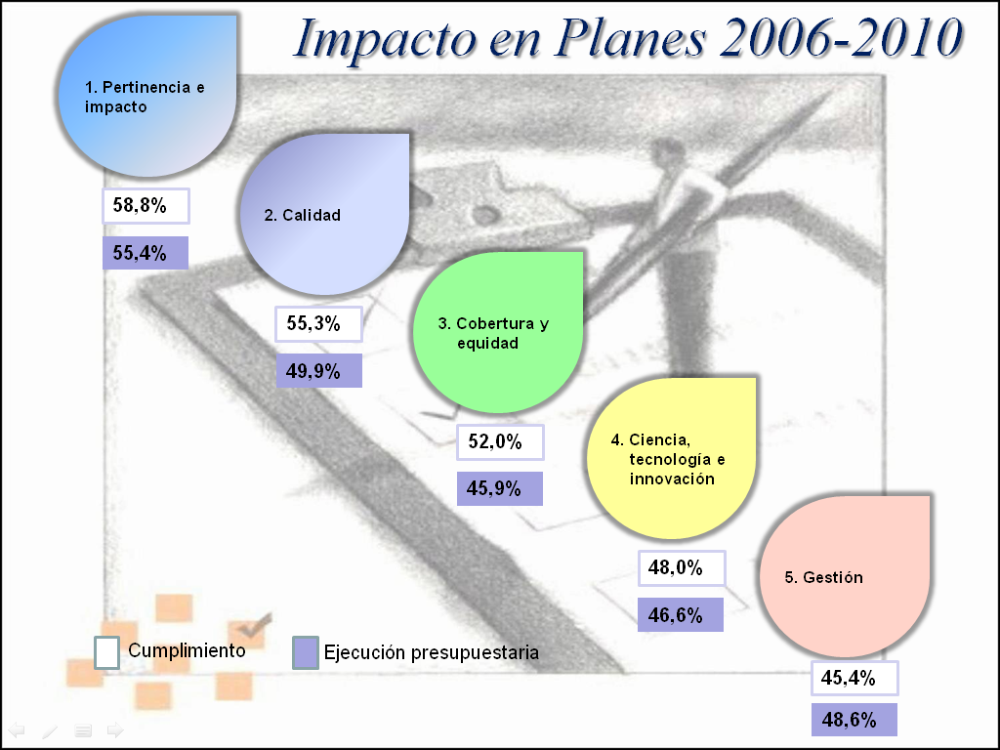 Impacto en Planes 2006-2010
1. Pertinencia e
impacto
58,8%
55,4%
2. Calidad
55,3%
49,9%
3. Cobertura y
equidad
52,0%
45,9%
4. Ciencia,
tecnología e
innovación
48,0%
46,6%
5. Gestión
45,4%
48,6%
Cumplimiento
Ejecución presupuestaria